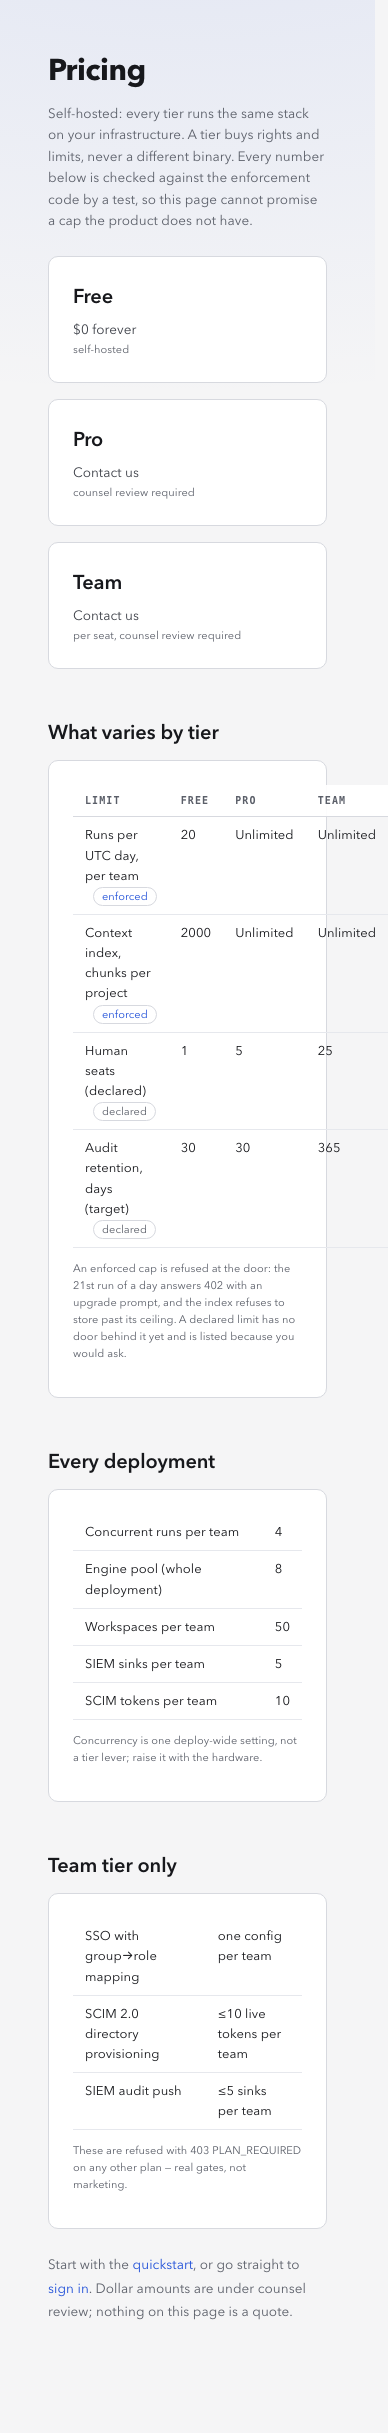 Pricing
Self-hosted: every tier runs the same stack
on your infrastructure. A tier buys rights and
limits, never a different binary. Every number
below is checked against the enforcement
code by a test, so this page cannot promise
a cap the product does not have.
Free
$0 forever
self-hosted
Pro
Contact us
counsel review required
Team
Contact us
per seat, counsel review required
What varies by tier
LIMIT FREE PRO TEAM
Runs per 20 Unlimited Unlimited
UTC day,
per team
enforced
Context 2000 Unlimited Unlimited
index,
chunks per
project
enforced
Human 1 5 25
seats
(declared)
declared
Audit 30 30 365
retention,
days
(target)
declared
An enforced cap is refused at the door: the
21st run of a day answers 402 with an
upgrade prompt, and the index refuses to
store past its ceiling. A declared limit has no
door behind it yet and is listed because you
would ask.
Every deployment
Concurrent runs per team 4
Engine pool (whole 8
deployment)
Workspaces per team 50
SIEM sinks per team 5
SCIM tokens per team 10
Concurrency is one deploy-wide setting, not
a tier lever; raise it with the hardware.
Team tier only
SSO with one config
group→role per team
mapping
SCIM 2.0 ≤10 live
directory tokens per
provisioning team
SIEM audit push ≤5 sinks
per team
These are refused with 403 PLAN_REQUIRED
on any other plan — real gates, not
marketing.
Start with the quickstart, or go straight to
sign in. Dollar amounts are under counsel
review; nothing on this page is a quote.